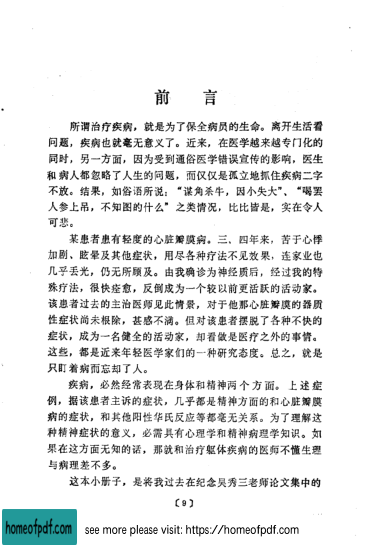 前言
所谓治疗疾病，就是为了保全病员的生命。离开生活看
问题，疾病也就毫无意义了。近来，在医学越来越专门化的
同时，另一方面，因为受到通俗医学错误宣传的影响，医生
和病人都忽略了人生的问题，而仅仅是孤立地抓住疾病二字
不放。结果，如俗语所说：“谋角杀牛，因小失大”、“喝罢
人参上吊，不知图的什么”之类情况，比比皆是，实在令人
可悲。
某患者患有轻度的心脏瓣膜病。三、四年来，苦于心悸
加剧、眩晕及其他症状，用尽各种疗法不见效果，连家业也
几乎丢光，仍无所顾及。由我确诊为神经质后，经过我的特
殊疗法，很快痊愈，反倒成为一个较以前更活跃的活动家。
该患者过去的主治医师见此情景，对于他那心脏瓣膜的器质
性症状尚未根除，甚感不满。但对该患者摆脱了各种不快的
症状，成为一名健全的活动家，却看做是医疗之外的事情。
这些，都是近来年轻医学家们的一种研究态度。总之，就是
只盯着病而忘却了人。
疾病，必然经常表现在身体和精神两个方面。上述症
例，据该患者主诉的症状，几乎都是精神方面的和心脏瓣膜
病的症状，和其他阳性华氏反应等都毫无关系。为了理解这
种精神症状的意义，必需具有心理学和精神病理学知识。如
果在这方面无知的话，那就和治疗躯体疾病的医师不懂生理
与病理差不多。
这本小册子，是将我过去在纪念吴秀三老师论文集中的
〔9〕
homeofpdf.com
see more please visit: https://homeofpdf.com